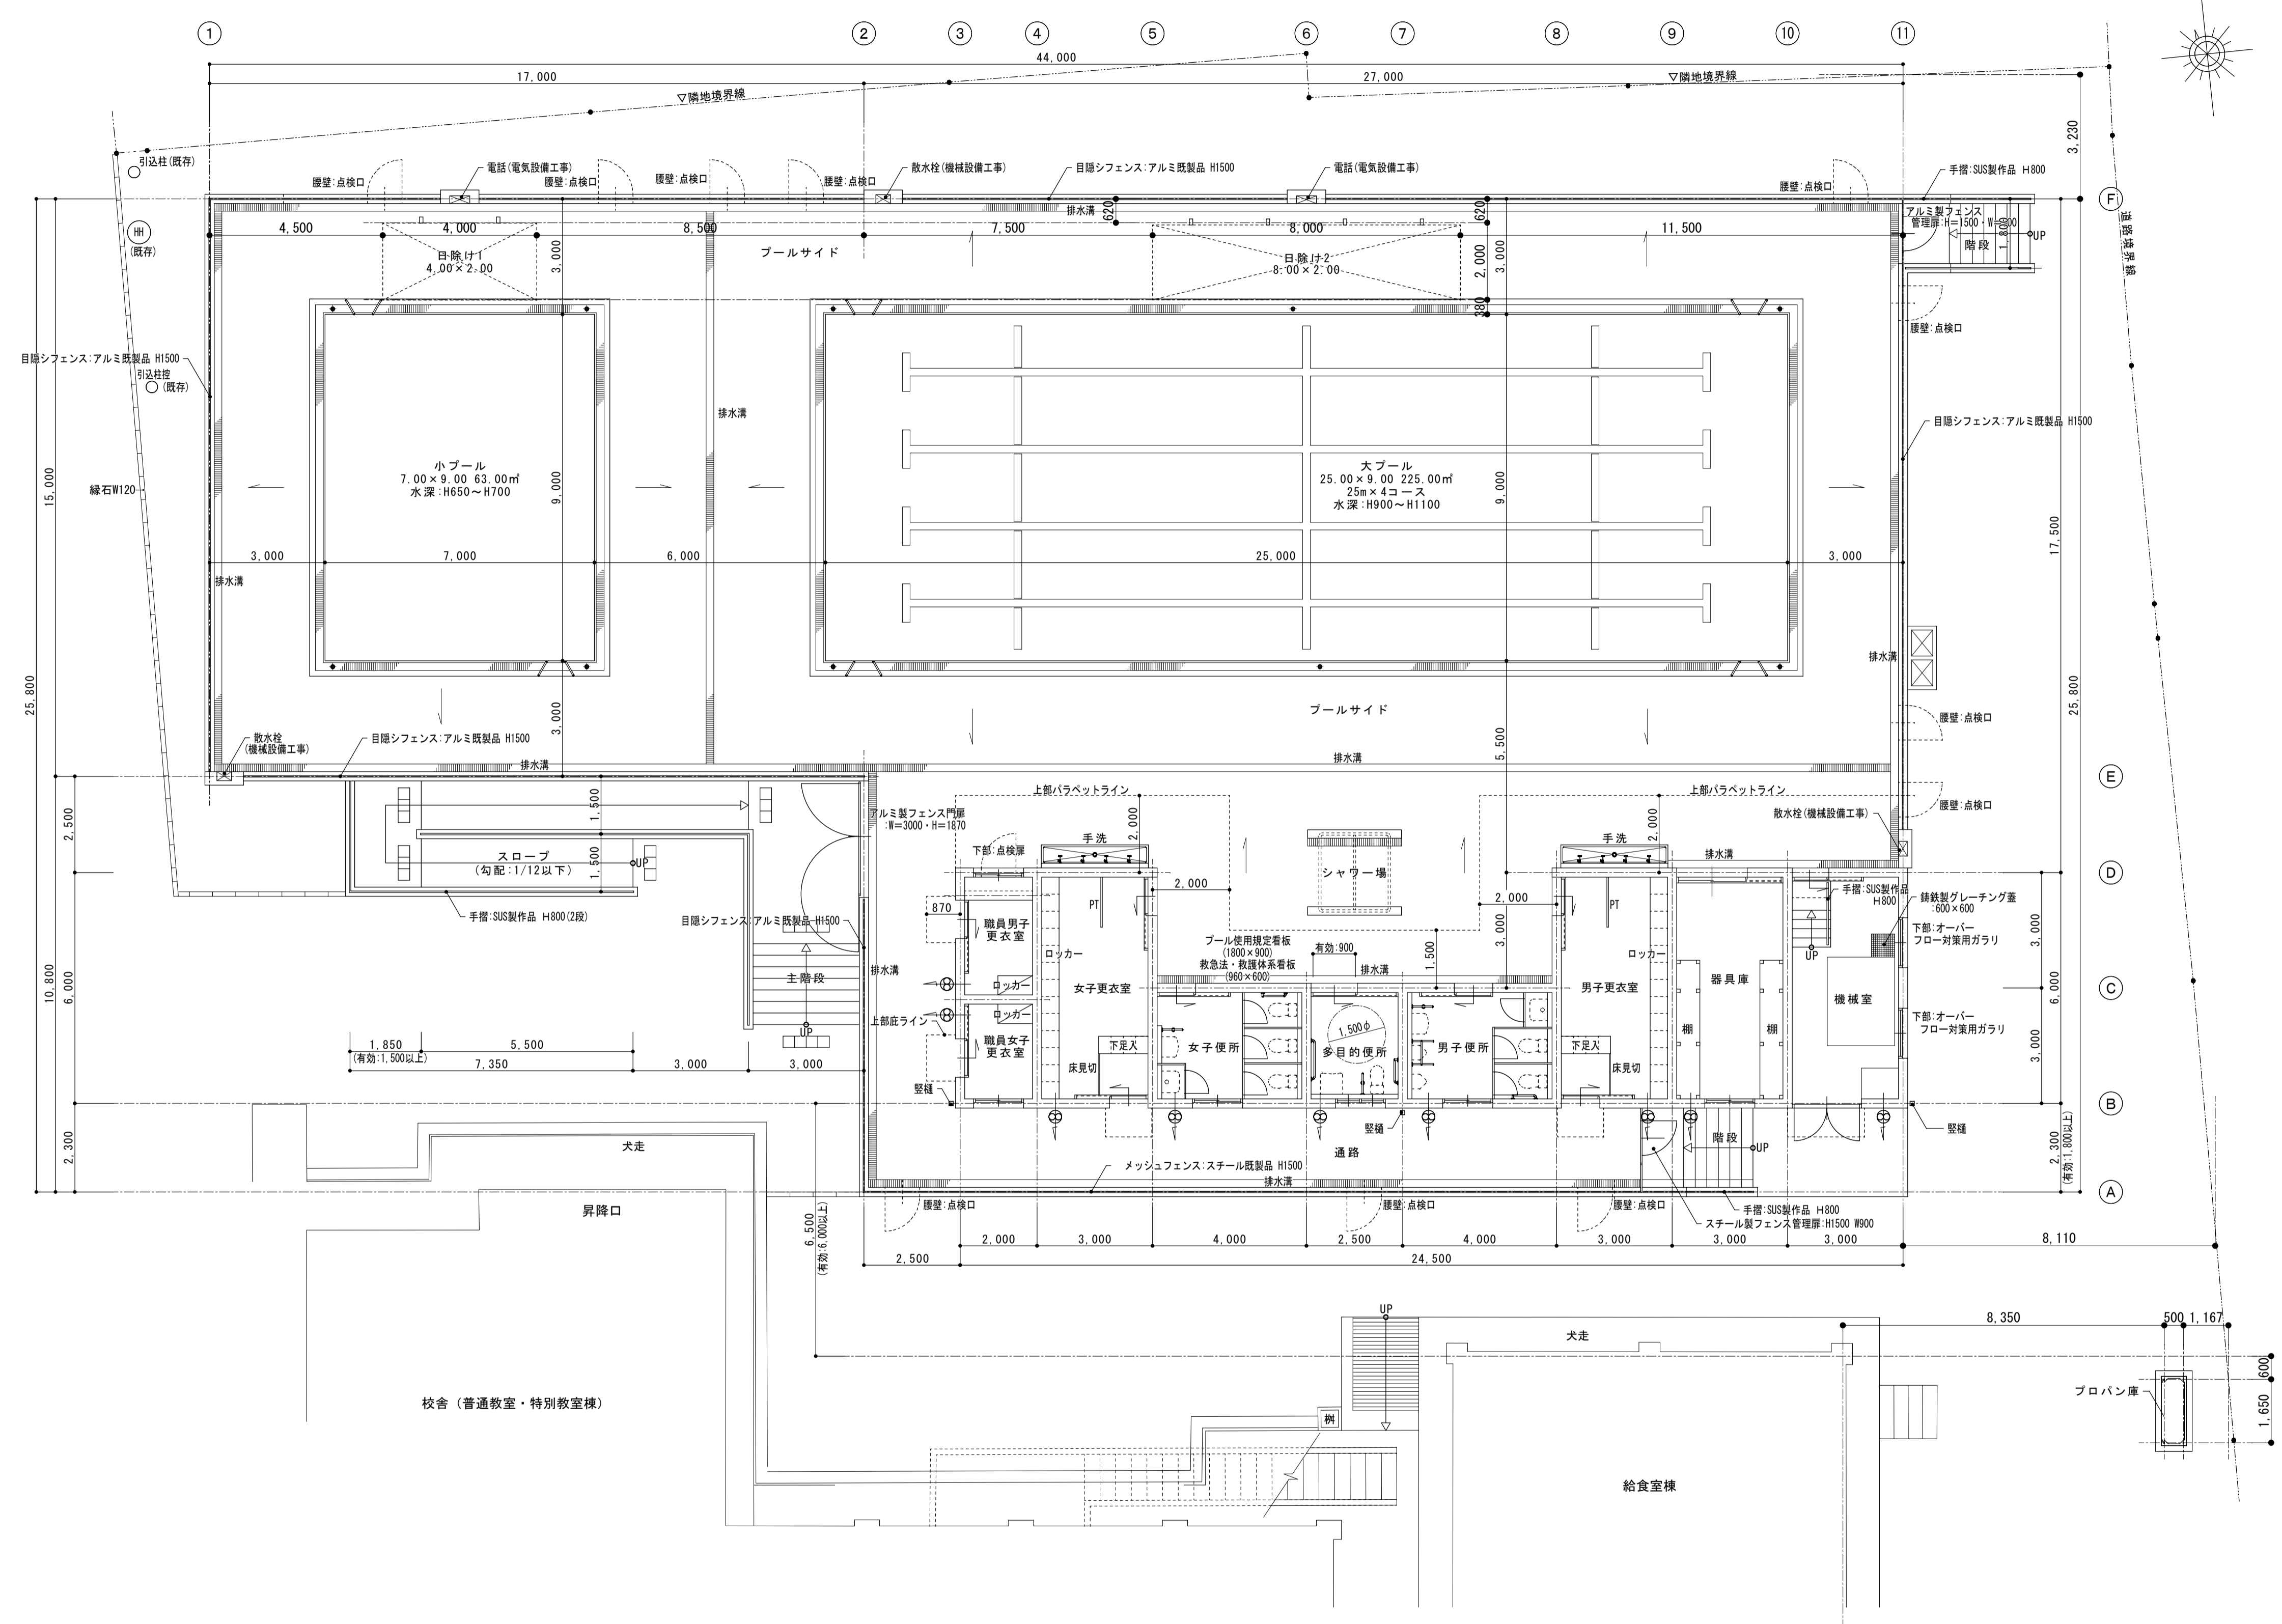 1
2
3
4
5
6
7
8
9
10
11
44,000
17,000
27,000
▽隣地境界線
▽隣地境界線
3,230
引込柱(既存)
腰壁:点検口
電話(電気設備工事)
腰壁:点検口
腰壁:点検口
腰壁:点検口
散水栓(機械設備工事)
目隠シフェンス:アルミ既製品 H1500
電話(電気設備工事)
腰壁:点検口
手摺:SUS製作品 H800
F
道路境界線
HH
(既存)
排水溝
620
620
アルミ製フェンス
管理扉:H=1500・W=900
階段
1,800
UP
4,500
4,000
8,500
7,500
8,000
11,500
プールサイド
日除け1
4.00×2.00
3,000
日除け2
8.00×2.00
2,000
3,000
380
腰壁:点検口
目隠シフェンス:アルミ既製品 H1500
引込柱控
(既存)
排水溝
目隠シフェンス:アルミ既製品 H1500
15,000
縁石W120
小プール
7.00×9.00 63.00㎡
水深:H650～H700
9,000
大プール
25.00×9.00 225.00㎡
25m×4コース
水深:H900～H1100
9,000
17,500
3,000
7,000
6,000
25,000
3,000
排水溝
排水溝
25,800
25,800
3,000
プールサイド
5,500
腰壁:点検口
散水栓
(機械設備工事)
目隠シフェンス:アルミ既製品 H1500
排水溝
排水溝
E
2,500
1,500
1,500
スロープ
(勾配:1/12以下)
UP
手摺:SUS製作品 H800(2段)
アルミ製フェンス門扉
:W=3000・H=1870
上部パラペットライン
上部パラペットライン
2,000
2,000
手洗
手洗
下部:点検扉
シャワー場
散水栓(機械設備工事)
腰壁:点検口
排水溝
D
870
2,000
2,000
目隠シフェンス:アルミ既製品 H1500
職員男子
更衣室
PT
PT
ロッカー
ロッカー
プール使用規定看板
(1800×900)
救急法・救護体系看板
(960×600)
有効:900
排水溝
1,500
3,000
手摺:SUS製作品
H800
鋳鉄製グレーチング蓋
:600×600
下部:オーバー
フロー対策用ガラリ
UP
3,000
10,800
6,000
主階段
UP
排水溝
ロッカー
ロッカー
女子更衣室
男子更衣室
器具庫
機械室
C
6,000
上部庇ライン
職員女子
更衣室
下足入
床見切
女子便所
1,500φ
多目的便所
男子便所
下足入
床見切
棚
棚
下部:オーバー
フロー対策用ガラリ
3,000
1,850
(有効:1,500以上)
5,500
7,350
3,000
3,000
竪樋
B
竪樋
竪樋
2,300
犬走
通路
階段
UP
2,300
(有効:1,800以上)
メッシュフェンス:スチール既製品 H1500
排水溝
A
昇降口
腰壁:点検口
腰壁:点検口
腰壁:点検口
手摺:SUS製作品 H800
スチール製フェンス管理扉:H1500 W900
6,500
(有効:6,000以上)
2,000
3,000
4,000
2,500
4,000
3,000
3,000
3,000
8,110
2,500
24,500
UP
犬走
8,350
500
1,167
600
1,650
プロパン庫
校舎（普通教室・特別教室棟）
桝
給食室棟